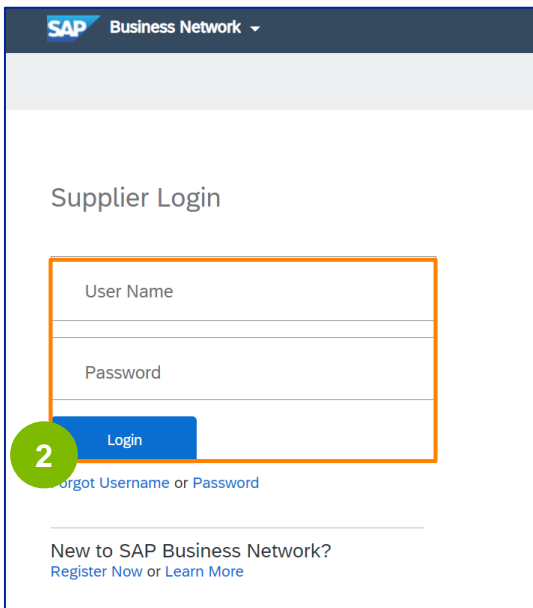 SAP Business Network
Supplier Login
User Name
Password
Login
2
Forgot Username or Password
New to SAP Business Network?
Register Now or Learn More